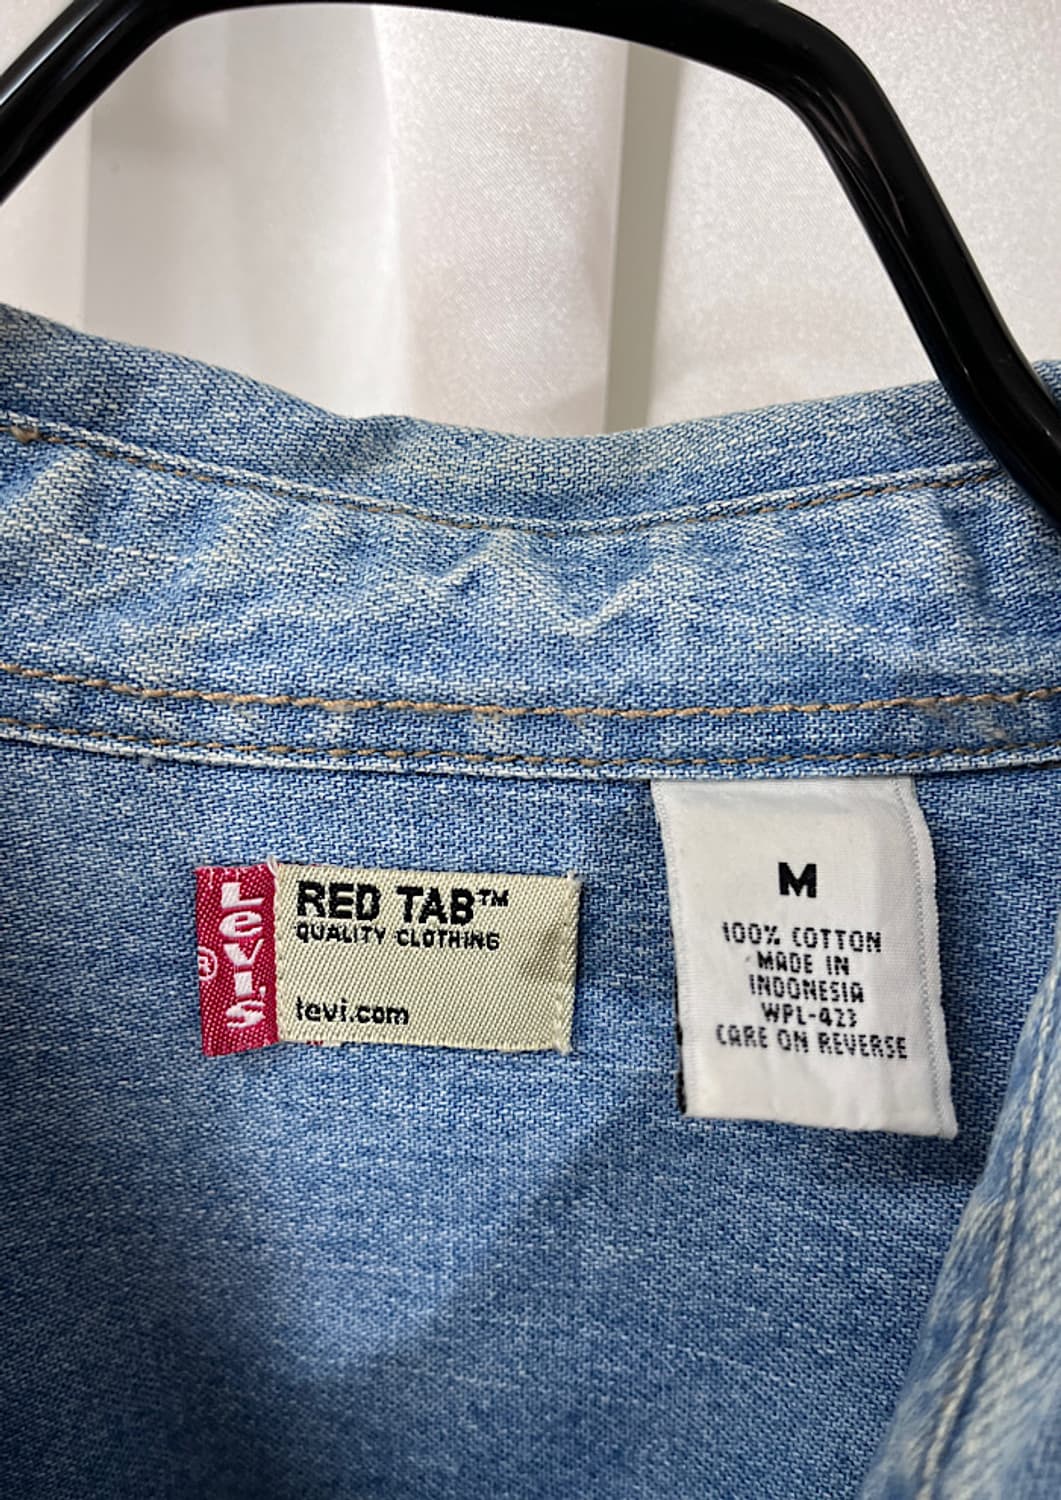 Levi's
®
RED TAB™
QUALITY CLOTHING
levi.com
M
100% COTTON
MADE IN
INDONESIA
WPL-423
CARE ON REVERSE